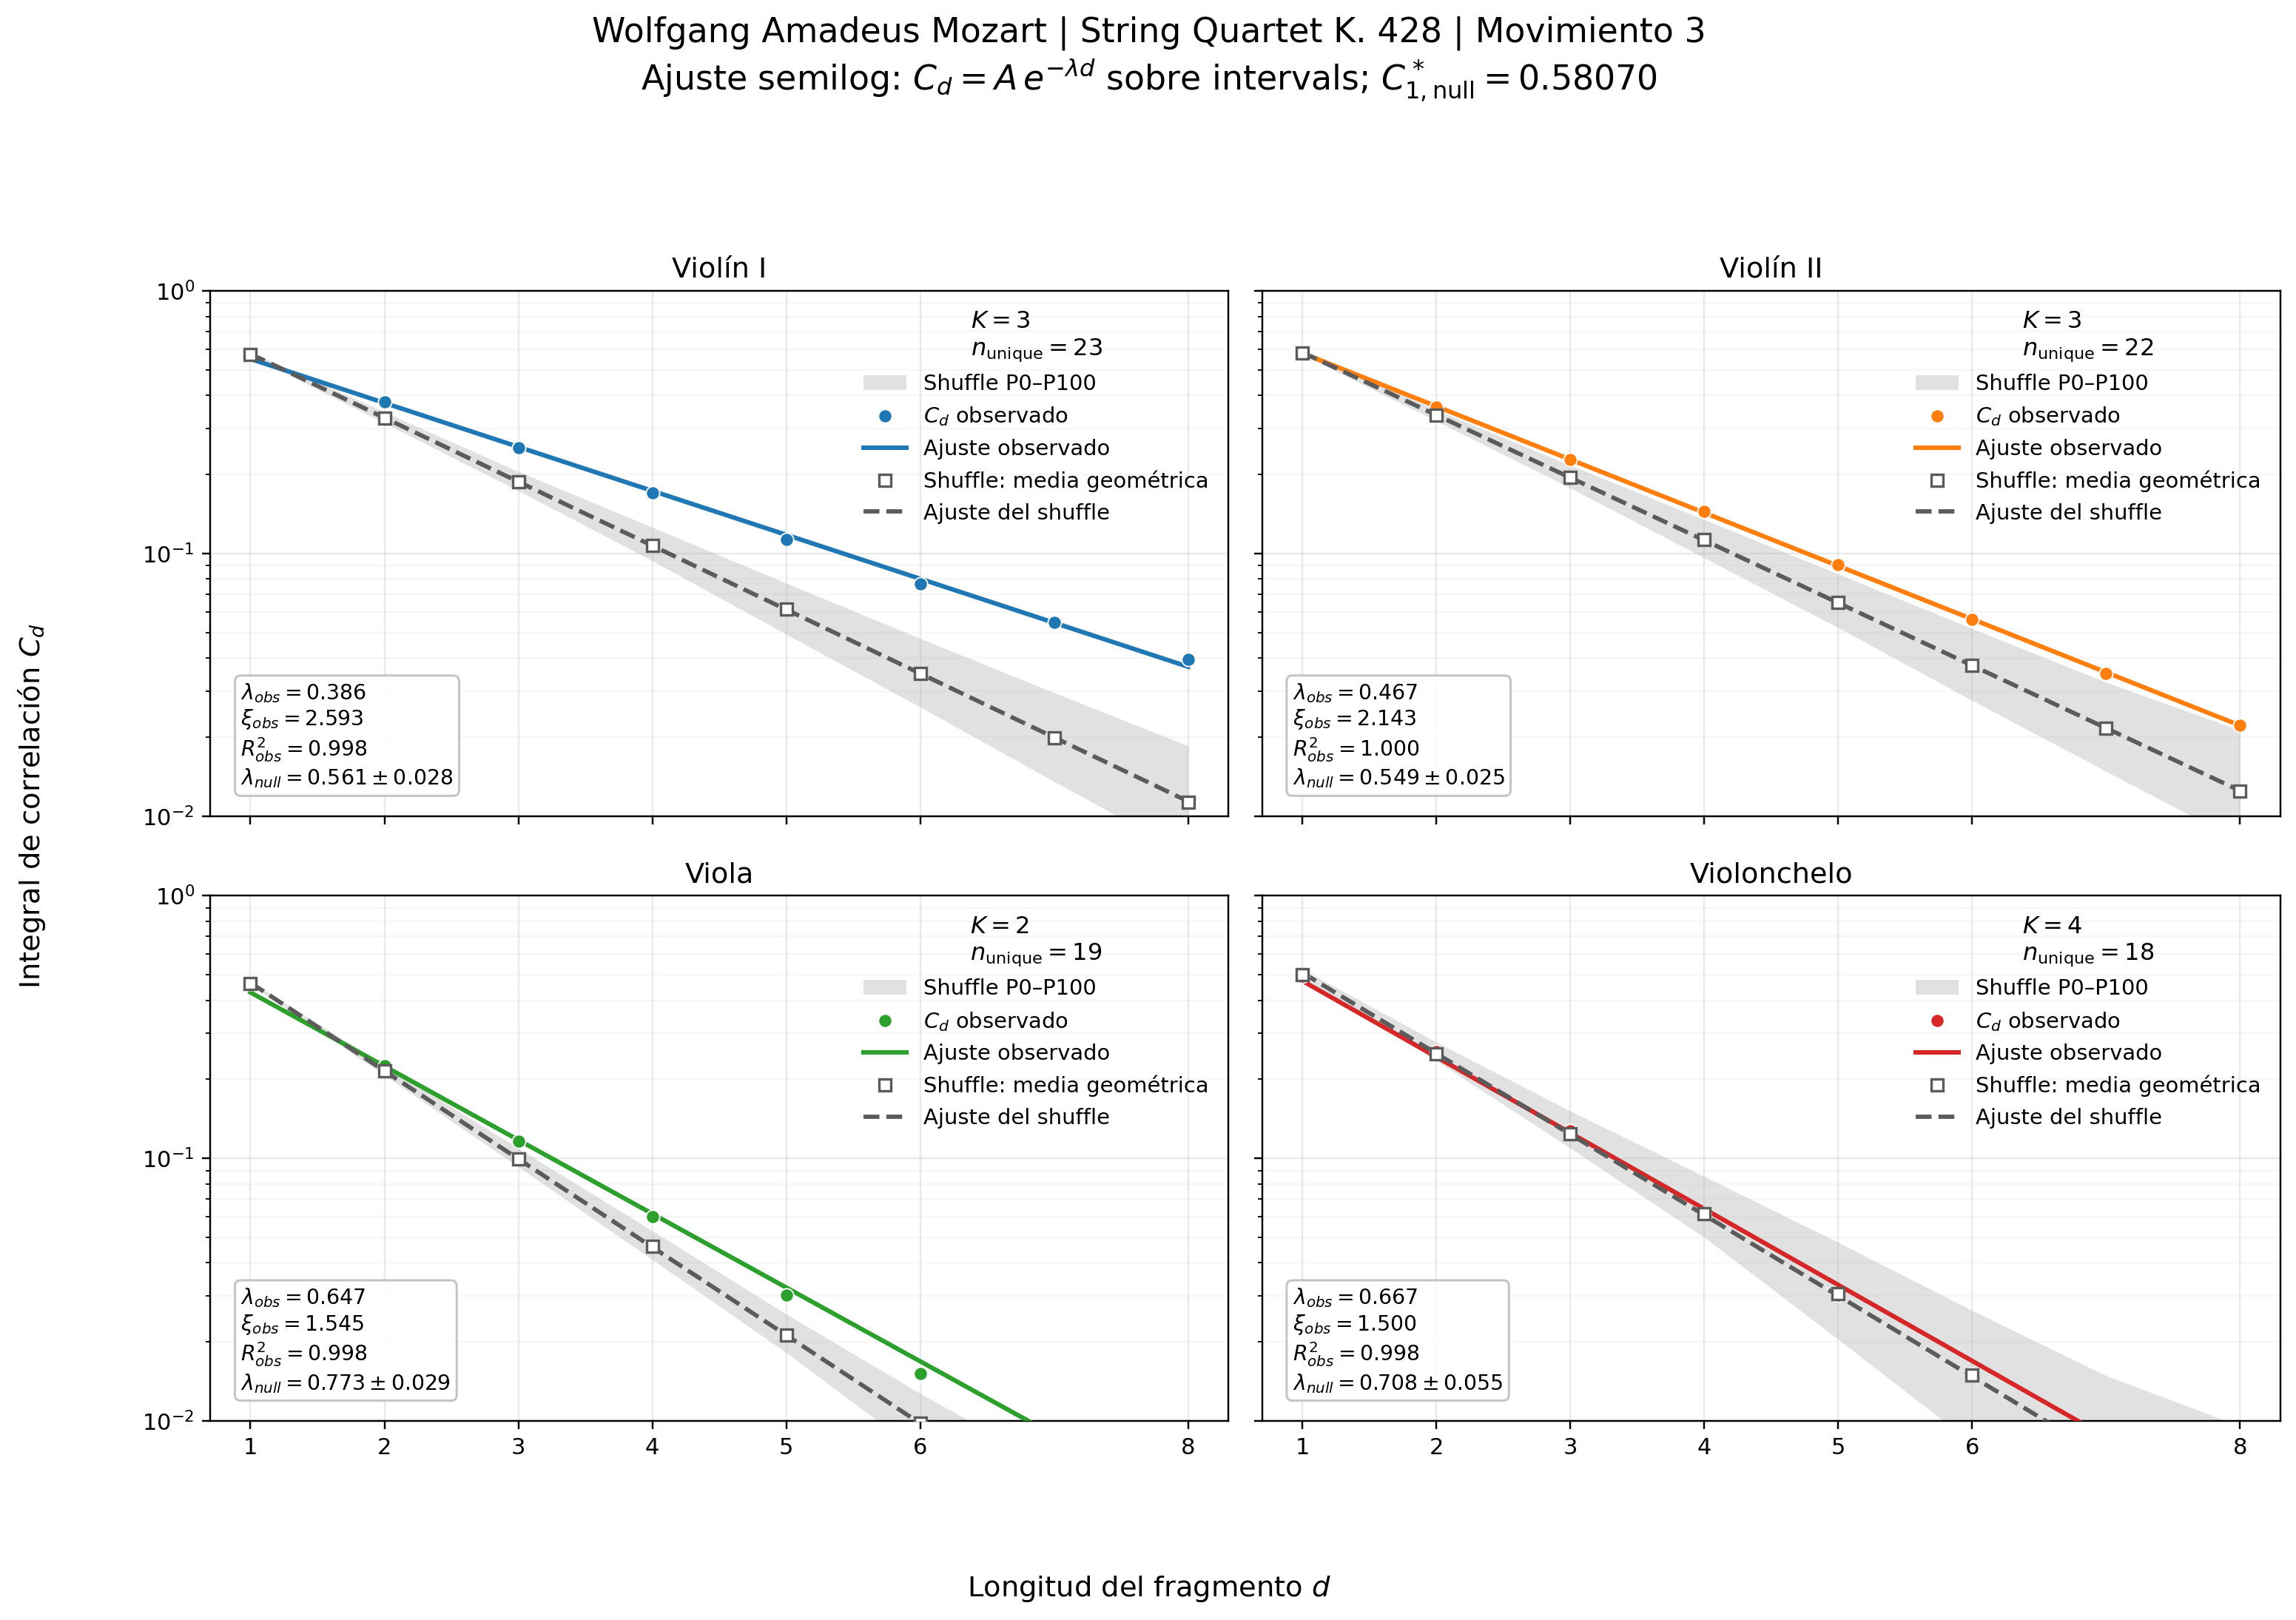 Wolfgang Amadeus Mozart | String Quartet K. 428 | Movimiento 3
Ajuste semilog: C_d = A e^{−λd} sobre intervals; C^*_{1, null} = 0.58070
Integral de correlación C_d
Violín I
10^0
10^{−1}
10^{−2}
K = 3
n_unique = 23
Shuffle P0–P100
C_d observado
Ajuste observado
Shuffle: media geométrica
Ajuste del shuffle
λ_obs = 0.386
ξ_obs = 2.593
R^2_obs = 0.998
λ_null = 0.561 ± 0.028
Violín II
K = 3
n_unique = 22
Shuffle P0–P100
C_d observado
Ajuste observado
Shuffle: media geométrica
Ajuste del shuffle
λ_obs = 0.467
ξ_obs = 2.143
R^2_obs = 1.000
λ_null = 0.549 ± 0.025
Viola
10^0
10^{−1}
10^{−2}
K = 2
n_unique = 19
Shuffle P0–P100
C_d observado
Ajuste observado
Shuffle: media geométrica
Ajuste del shuffle
λ_obs = 0.647
ξ_obs = 1.545
R^2_obs = 0.998
λ_null = 0.773 ± 0.029
1 2 3 4 5 6 8
Violonchelo
K = 4
n_unique = 18
Shuffle P0–P100
C_d observado
Ajuste observado
Shuffle: media geométrica
Ajuste del shuffle
λ_obs = 0.667
ξ_obs = 1.500
R^2_obs = 0.998
λ_null = 0.708 ± 0.055
1 2 3 4 5 6 8
Longitud del fragmento d